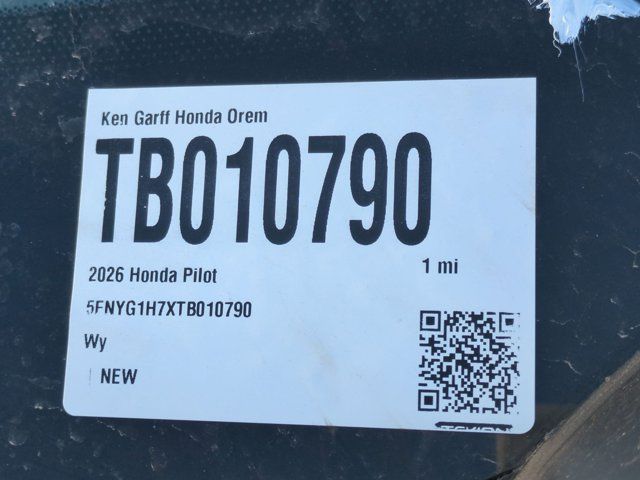 Ken Garff Honda Orem
TB010790
1 mi
2026 Honda Pilot
5FNYG1H7XTB010790
Wy
NEW